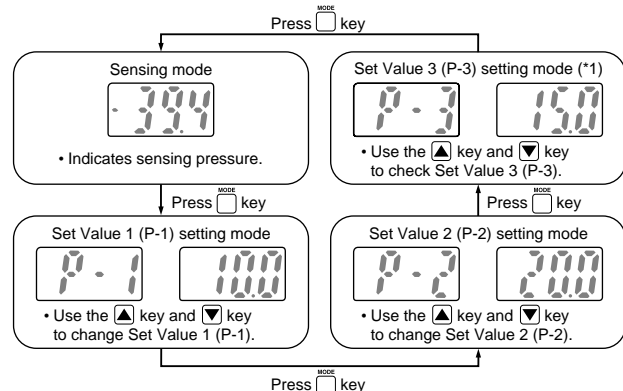 MODE
Press key
Sensing mode
-39.4
• Indicates sensing pressure.
Set Value 3 (P-3) setting mode (*1)
P-3 15.0
• Use the ▲ key and ▼ key
to check Set Value 3 (P-3).
MODE
Press key
MODE
Press key
Set Value 1 (P-1) setting mode
P-1 10.0
• Use the ▲ key and ▼ key
to change Set Value 1 (P-1).
Set Value 2 (P-2) setting mode
P-2 20.0
• Use the ▲ key and ▼ key
to change Set Value 2 (P-2).
MODE
Press key